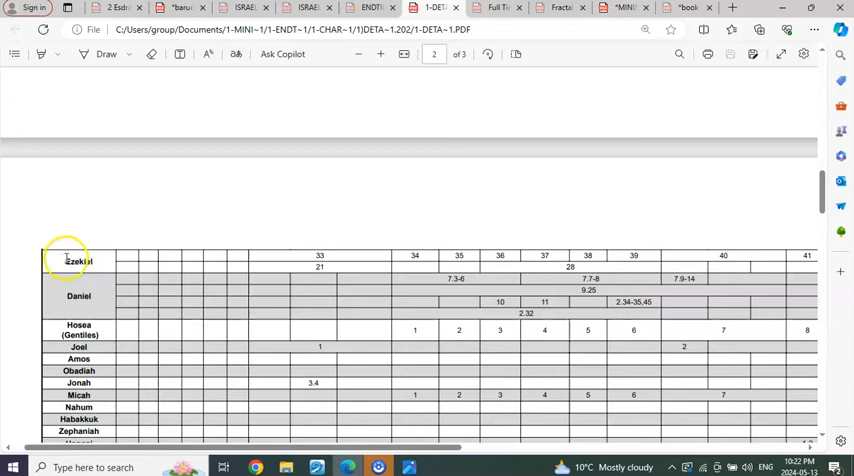 Sign in
2 Esdre
*baruc
ISRAEL
ISRAEL
ENDTIN
1-DETA
Full Tim
Fractal
*MINI
*book
File C:/Users/group/Documents/1-MINI~1/1-ENDT~1/1-CHAR~1/1)DETA~1.202/1-DETA~1.PDF
Draw
Ask Copilot
2 of 3
Ezekiel 33 34 35 36 37 38 39 40 41
21 28
Daniel 7.3-6 7.7-8 7.9-14
9.25
10 11 2.34-35,45
2.32
Hosea (Gentiles) 1 2 3 4 5 6 7 8
Joel 1 2
Amos
Obadiah
Jonah 3.4
Micah 1 2 3 4 5 6 7
Nahum
Habakkuk
Zephaniah
Type here to search
10°C Mostly cloudy
ENG
10:22 PM
2024-05-13